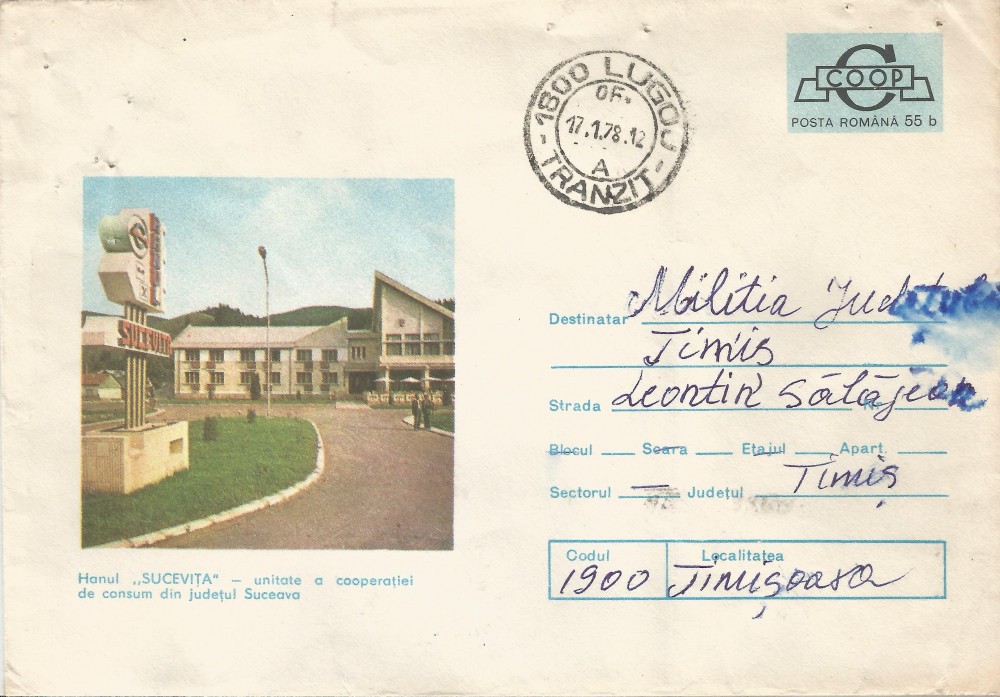 1800 LUGOJ
OF.
17.1.78.12
A
TRANZIT
COOP
POSTA ROMÂNĂ 55 b
SUCEVIȚA
Destinatar Militia Jud
Timis
Strada Leontin Sălăjean
Blocul Scara Etajul Apart.
Sectorul Județul Timiș
Codul Localitatea
1900 Timișoara
Hanul ,,SUCEVIȚA“ – unitate a cooperației
de consum din județul Suceava